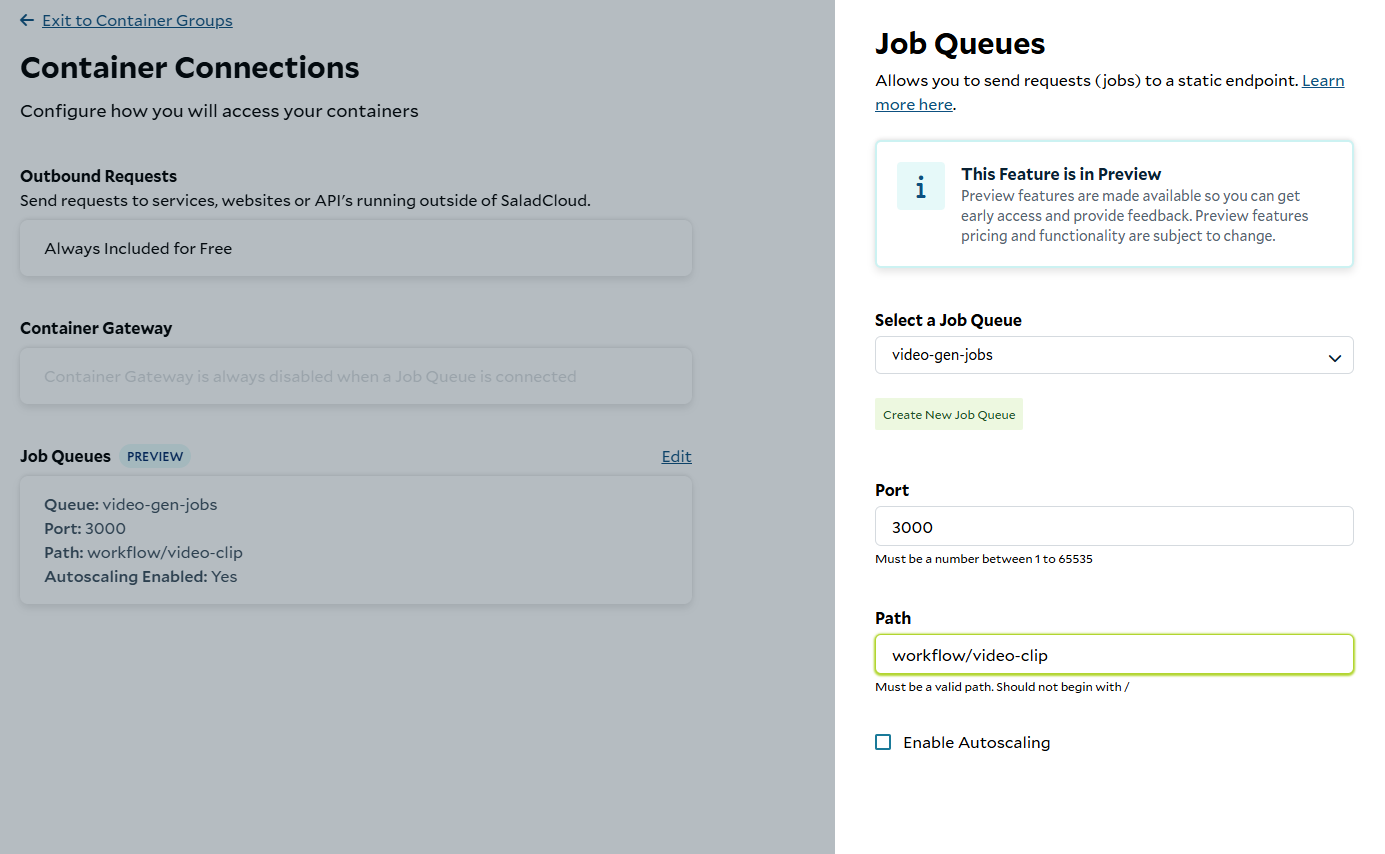 Exit to Container Groups
Container Connections
Configure how you will access your containers
Outbound Requests
Send requests to services, websites or API's running outside of SaladCloud.
Always Included for Free
Container Gateway
Container Gateway is always disabled when a Job Queue is connected
Job Queues PREVIEW Edit
Queue: video-gen-jobs
Port: 3000
Path: workflow/video-clip
Autoscaling Enabled: Yes
Job Queues
Allows you to send requests (jobs) to a static endpoint. Learn
more here.
This Feature is in Preview
Preview features are made available so you can get
early access and provide feedback. Preview features
pricing and functionality are subject to change.
Select a Job Queue
video-gen-jobs
Create New Job Queue
Port
3000
Must be a number between 1 to 65535
Path
workflow/video-clip
Must be a valid path. Should not begin with /
Enable Autoscaling